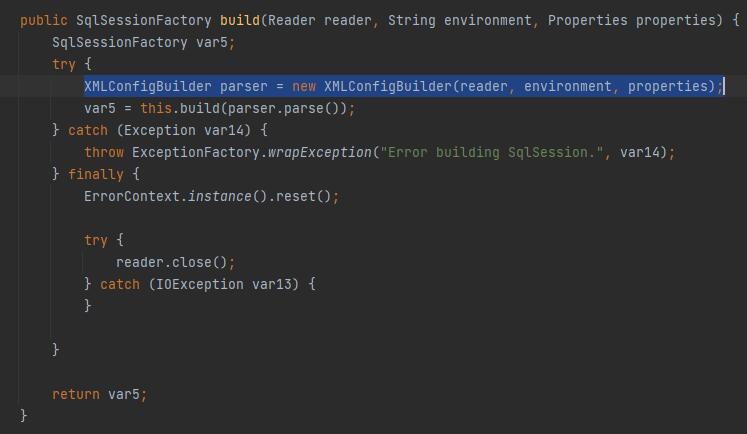 public SqlSessionFactory build(Reader reader, String environment, Properties properties) {
SqlSessionFactory var5;
try {
XMLConfigBuilder parser = new XMLConfigBuilder(reader, environment, properties);
var5 = this.build(parser.parse());
} catch (Exception var14) {
throw ExceptionFactory.wrapException("Error building SqlSession.", var14);
} finally {
ErrorContext.instance().reset();
try {
reader.close();
} catch (IOException var13) {
}
}
return var5;
}